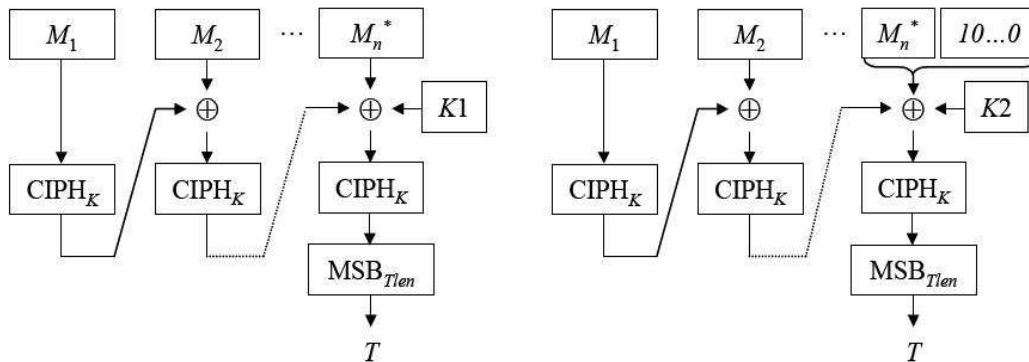 M1 M2 ... Mn* M1 M2 ... Mn* 10...0
⊕ ⊕ K1 ⊕ ⊕ K2
CIPHK CIPHK CIPHK CIPHK CIPHK CIPHK
MSBTlen MSBTlen
T T